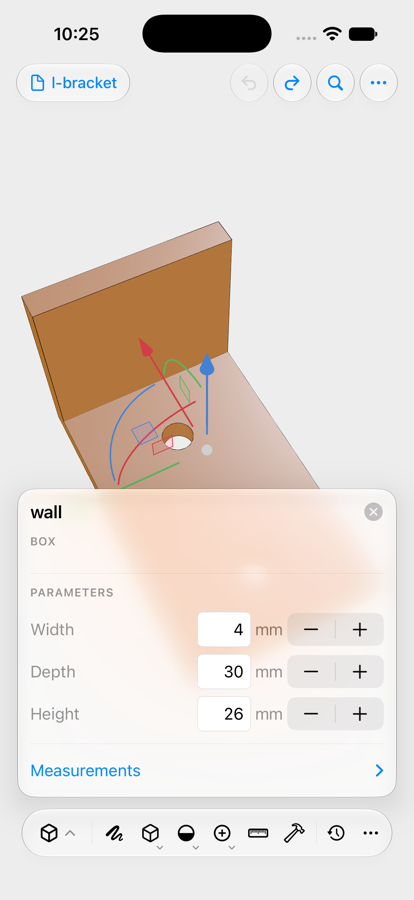 10:25
l-bracket
wall
BOX
PARAMETERS
Width 4 mm
Depth 30 mm
Height 26 mm
Measurements